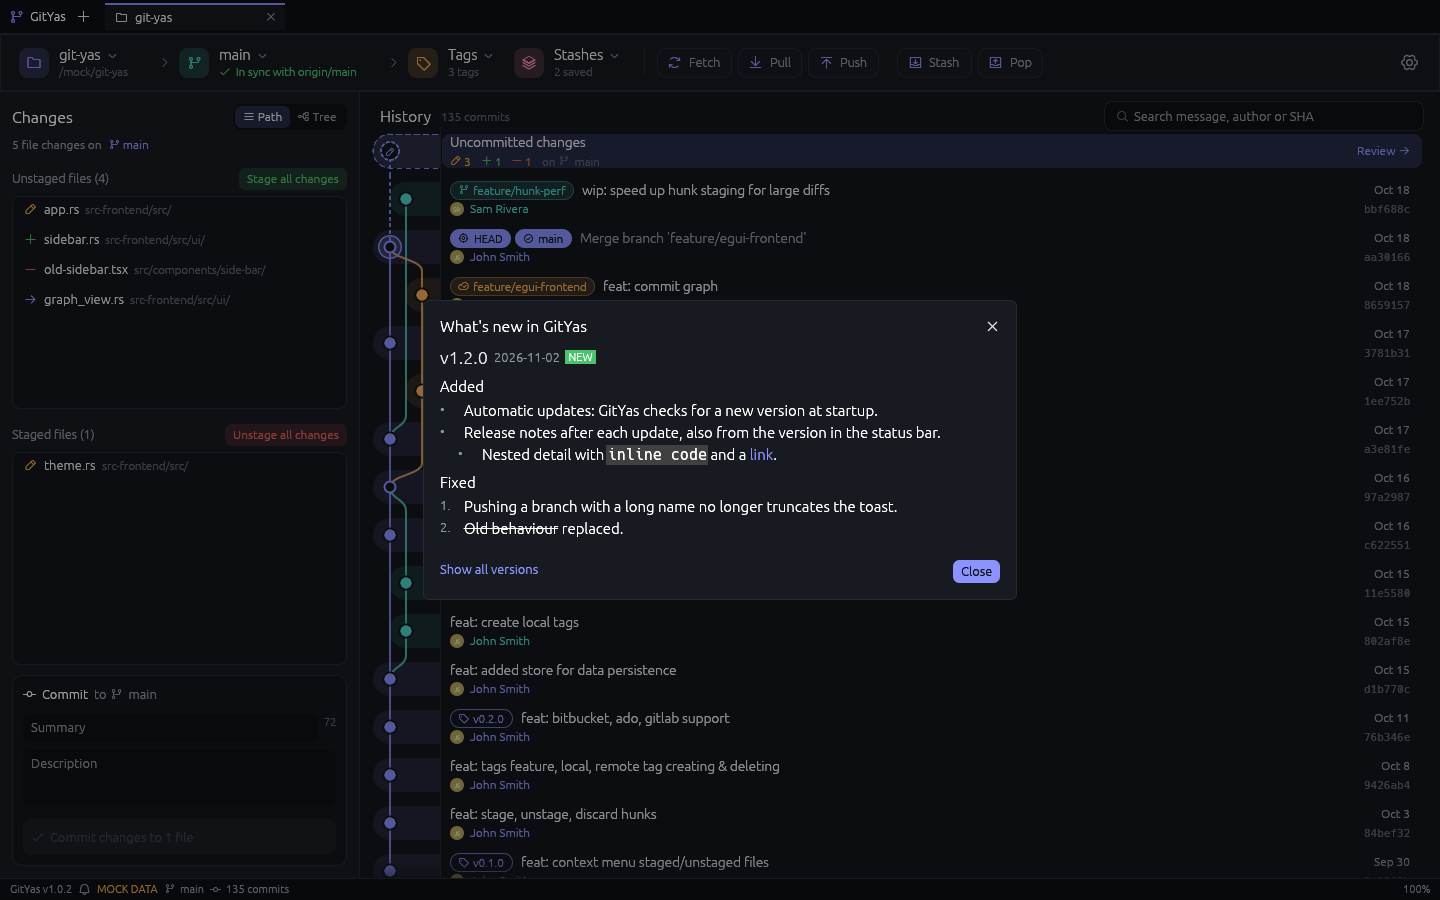 GitYas
git-yas
git-yas
/mock/git-yas
main
In sync with origin/main
Tags
3 tags
Stashes
2 saved
Fetch
Pull
Push
Stash
Pop
Changes
Path
Tree
5 file changes on main
Unstaged files (4)
Stage all changes
app.rs src-frontend/src/
sidebar.rs src-frontend/src/ui/
old-sidebar.tsx src/components/side-bar/
graph_view.rs src-frontend/src/ui/
Staged files (1)
Unstage all changes
theme.rs src-frontend/src/
Commit to main
Summary
72
Description
Commit changes to 1 file
History 135 commits
Search message, author or SHA
Uncommitted changes
3 +1 −1 on main
Review →
feature/hunk-perf wip: speed up hunk staging for large diffs Oct 18
Sam Rivera bbf688c
HEAD main Merge branch 'feature/egui-frontend' Oct 18
John Smith aa30166
feature/egui-frontend feat: commit graph Oct 18
8659157
Oct 17
3781b31
Oct 17
1ee752b
Oct 17
a3e81fe
Oct 16
97a2987
Oct 16
c622551
Oct 15
11e5580
What's new in GitYas
v1.2.0 2026-11-02 NEW
Added
• Automatic updates: GitYas checks for a new version at startup.
• Release notes after each update, also from the version in the status bar.
• Nested detail with inline code and a link.
Fixed
1. Pushing a branch with a long name no longer truncates the toast.
2. Old behaviour replaced.
Show all versions
Close
feat: create local tags Oct 15
John Smith 802af8e
feat: added store for data persistence Oct 15
John Smith d1b770c
v0.2.0 feat: bitbucket, ado, gitlab support Oct 11
John Smith 76b346e
feat: tags feature, local, remote tag creating & deleting Oct 8
John Smith 9426ab4
feat: stage, unstage, discard hunks Oct 3
John Smith 84bef32
v0.1.0 feat: context menu staged/unstaged files Sep 30
GitYas v1.0.2 MOCK DATA main 135 commits
100%